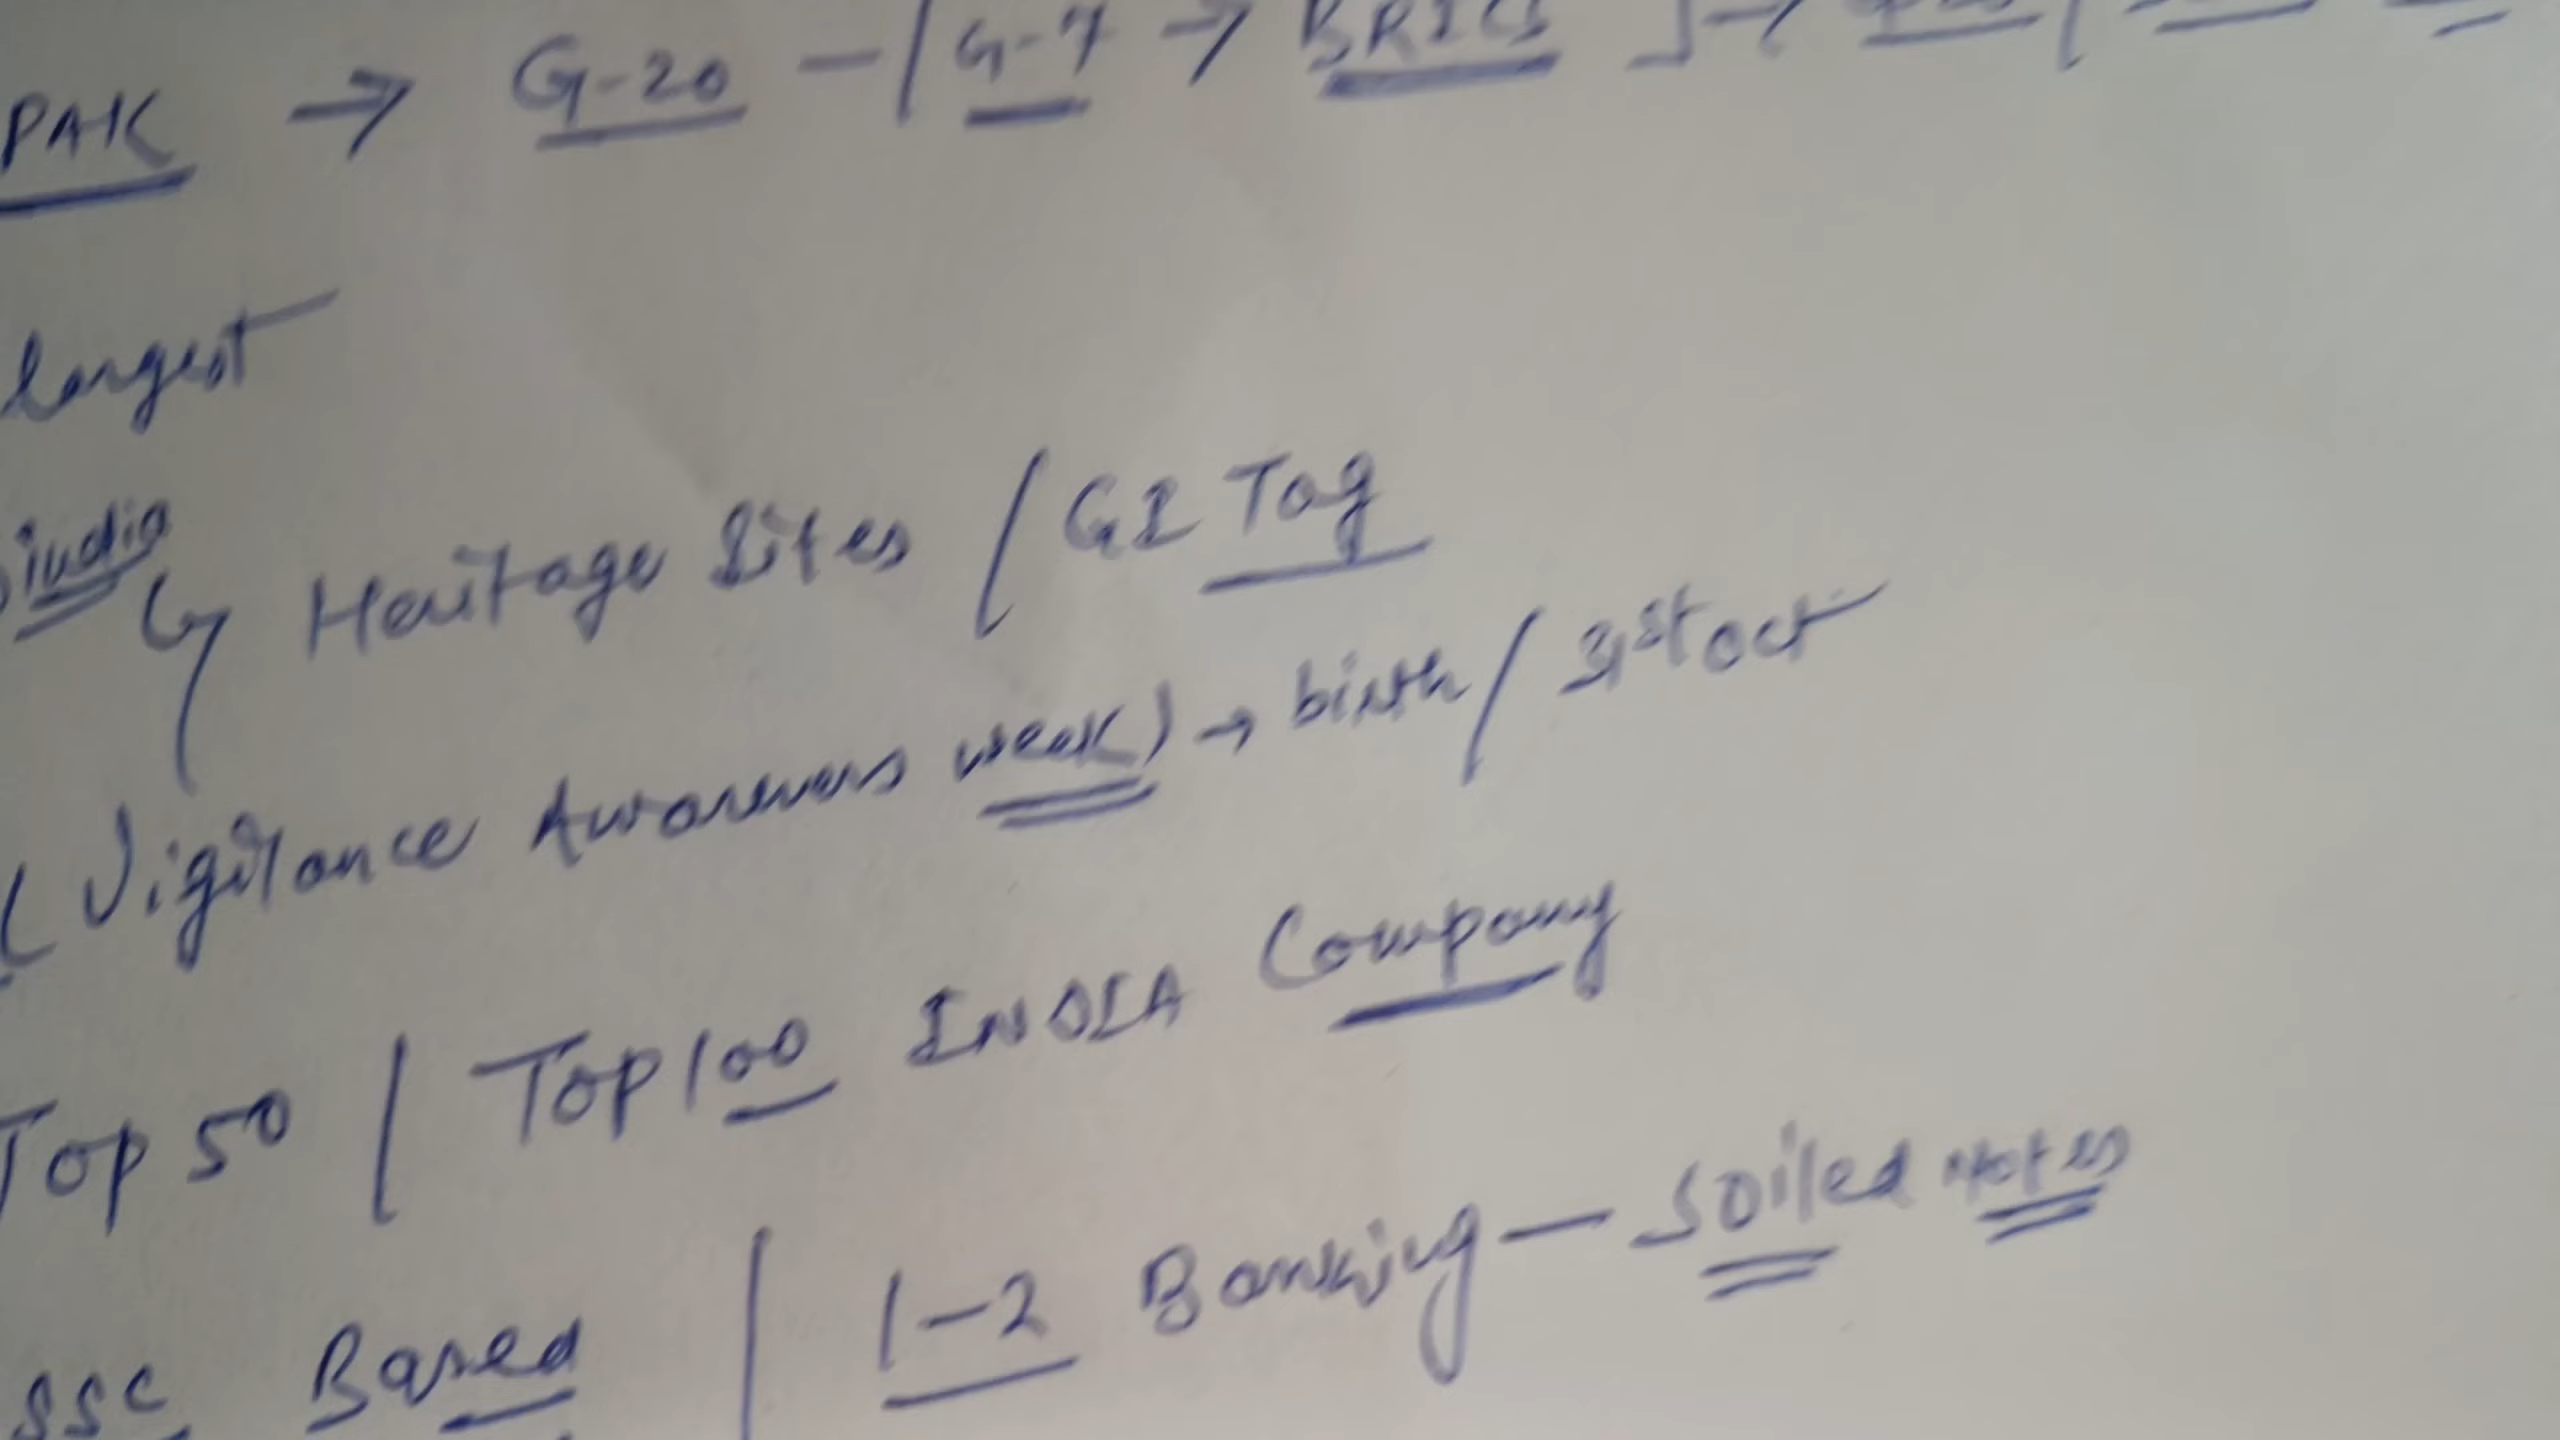 PAK → G-20 - / G-7 → BRICS
largest
india
↳ Heritage Sites / GI Tag
( Vigilance Awareness week) → birth / 31st oct
Top 50 / Top 100 INDIA Company
SSC Based / 1-2 Banking - Soiled Notes